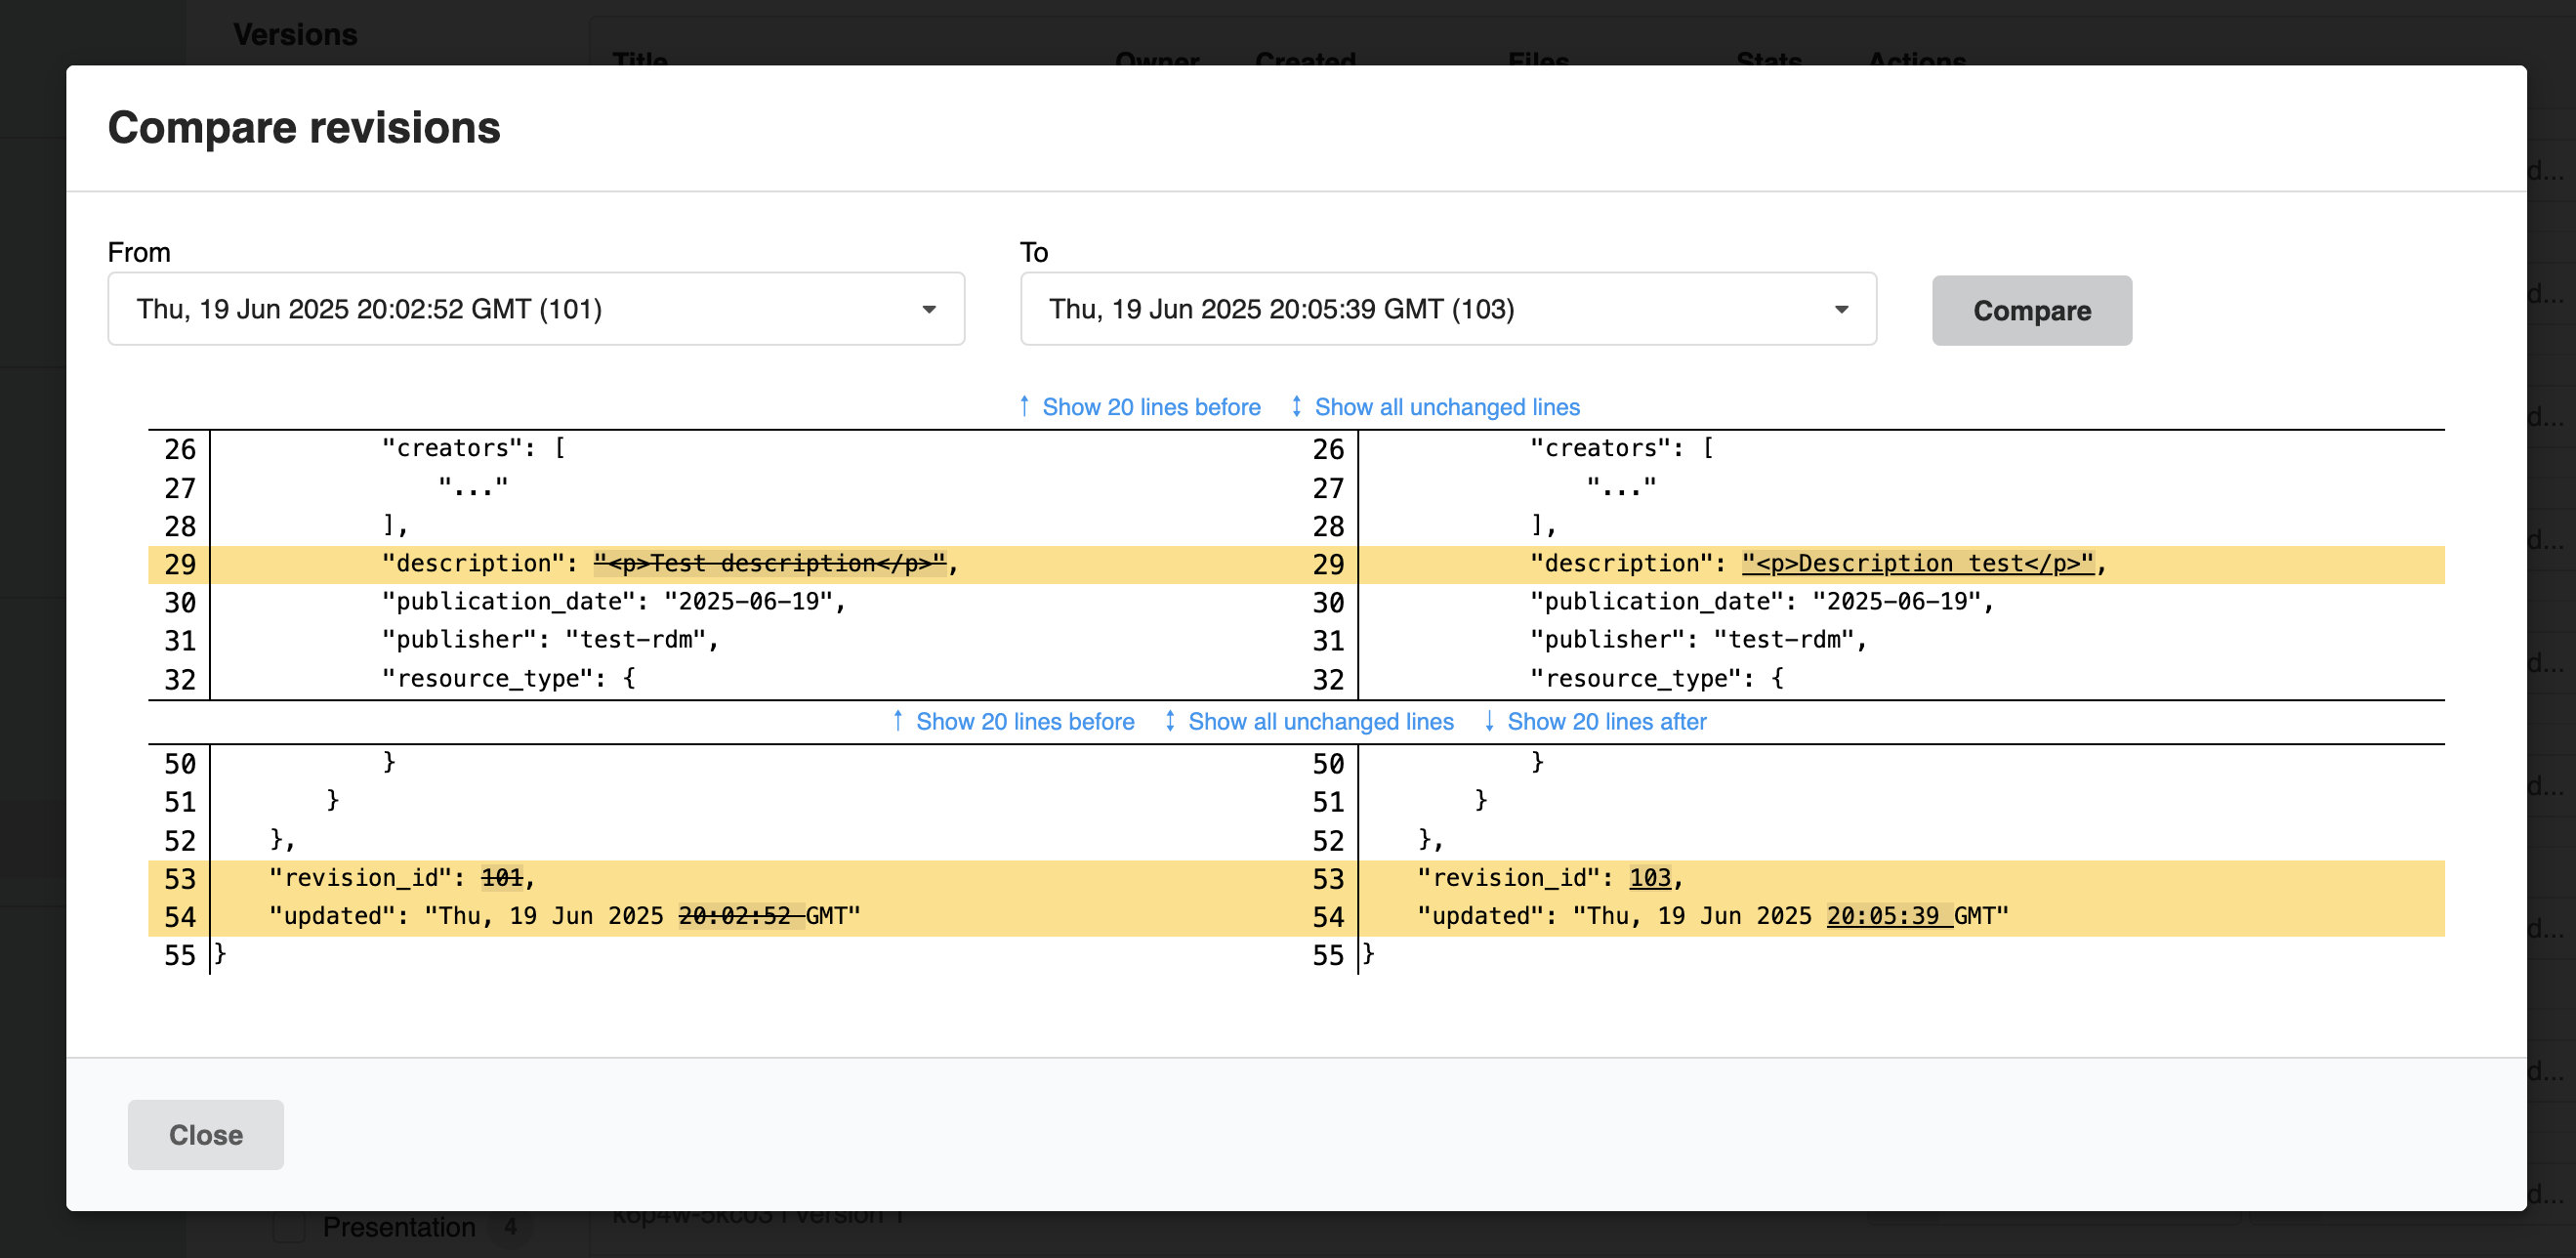 Versions
Title Owner Created Files Stats Actions
Compare revisions
From
To
Thu, 19 Jun 2025 20:02:52 GMT (101)
Thu, 19 Jun 2025 20:05:39 GMT (103)
Compare
↑ Show 20 lines before ↕ Show all unchanged lines
26 "creators": [ 26 "creators": [
27 "..." 27 "..."
28 ], 28 ],
29 "description": "<p>Test description</p>", 29 "description": "<p>Description test</p>",
30 "publication_date": "2025-06-19", 30 "publication_date": "2025-06-19",
31 "publisher": "test-rdm", 31 "publisher": "test-rdm",
32 "resource_type": { 32 "resource_type": {
↑ Show 20 lines before ↕ Show all unchanged lines ↓ Show 20 lines after
50 } 50 }
51 } 51 }
52 }, 52 },
53 "revision_id": 101, 53 "revision_id": 103,
54 "updated": "Thu, 19 Jun 2025 20:02:52 GMT" 54 "updated": "Thu, 19 Jun 2025 20:05:39 GMT"
55 } 55 }
Close
Presentation 4